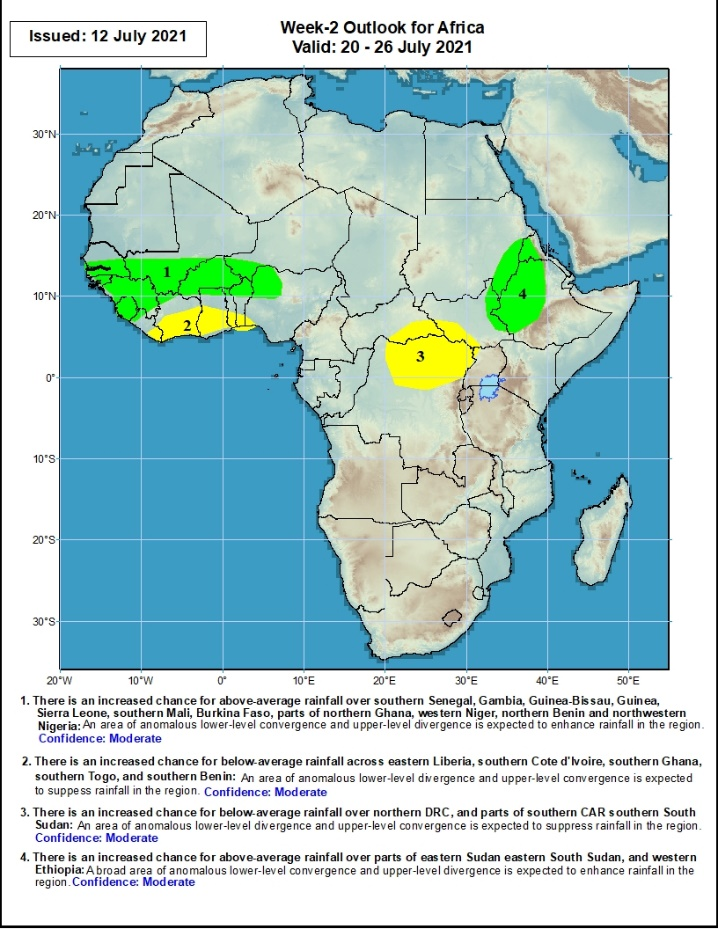 Issued: 12 July 2021
Week-2 Outlook for Africa
Valid: 20 - 26 July 2021
30°N
20°N
10°N
0°
10°S
20°S
30°S
1
2
3
4
20°W
10°W
0°
10°E
20°E
30°E
40°E
50°E
1. There is an increased chance for above-average rainfall over southern Senegal, Gambia, Guinea-Bissau, Guinea,
Sierra Leone, southern Mali, Burkina Faso, parts of northern Ghana, western Niger, northern Benin and northwestern
Nigeria: An area of anomalous lower-level convergence and upper-level divergence is expected to enhance rainfall in the region.
Confidence: Moderate
2. There is an increased chance for below-average rainfall across eastern Liberia, southern Cote d'Ivoire, southern Ghana,
southern Togo, and southern Benin: An area of anomalous lower-level divergence and upper-level convergence is expected
to suppess rainfall in the region. Confidence: Moderate
3. There is an increased chance for below-average rainfall over northern DRC, and parts of southern CAR southern South
Sudan: An area of anomalous lower-level divergence and upper-level convergence is expected to suppress rainfall in the region.
Confidence: Moderate
4. There is an increased chance for above-average rainfall over parts of eastern Sudan eastern South Sudan, and western
Ethiopia: A broad area of anomalous lower-level convergence and upper-level divergence is expected to enhance rainfall in the
region. Confidence: Moderate